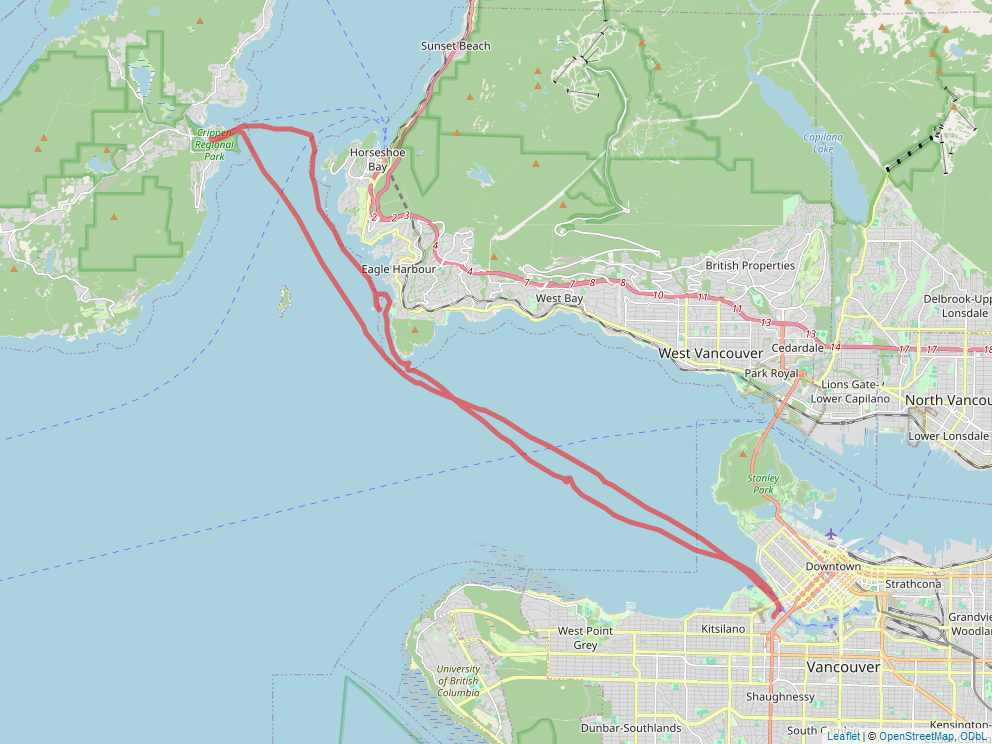 Sunset Beach
Crippen
Regional
Park
Horseshoe
Bay
Capilano
Lake
2
2
3
4
Eagle Harbour
4
7
7
8
8
10
11
11
13
13
14
17
17
18
British Properties
West Bay
Delbrook-Upp
Lonsdale
West Vancouver
Cedardale
Park Royal
Lions Gate-
Lower Capilano
North Vancou
Lower Lonsdale
Stanley
Park
Downtown
Strathcona
Grandvie
Woodlan
West Point
Grey
Kitsilano
Vancouver
University
of British
Columbia
Shaughnessy
Dunbar-Southlands
South C
Kensington-
Leaflet | © OpenStreetMap, ODbL